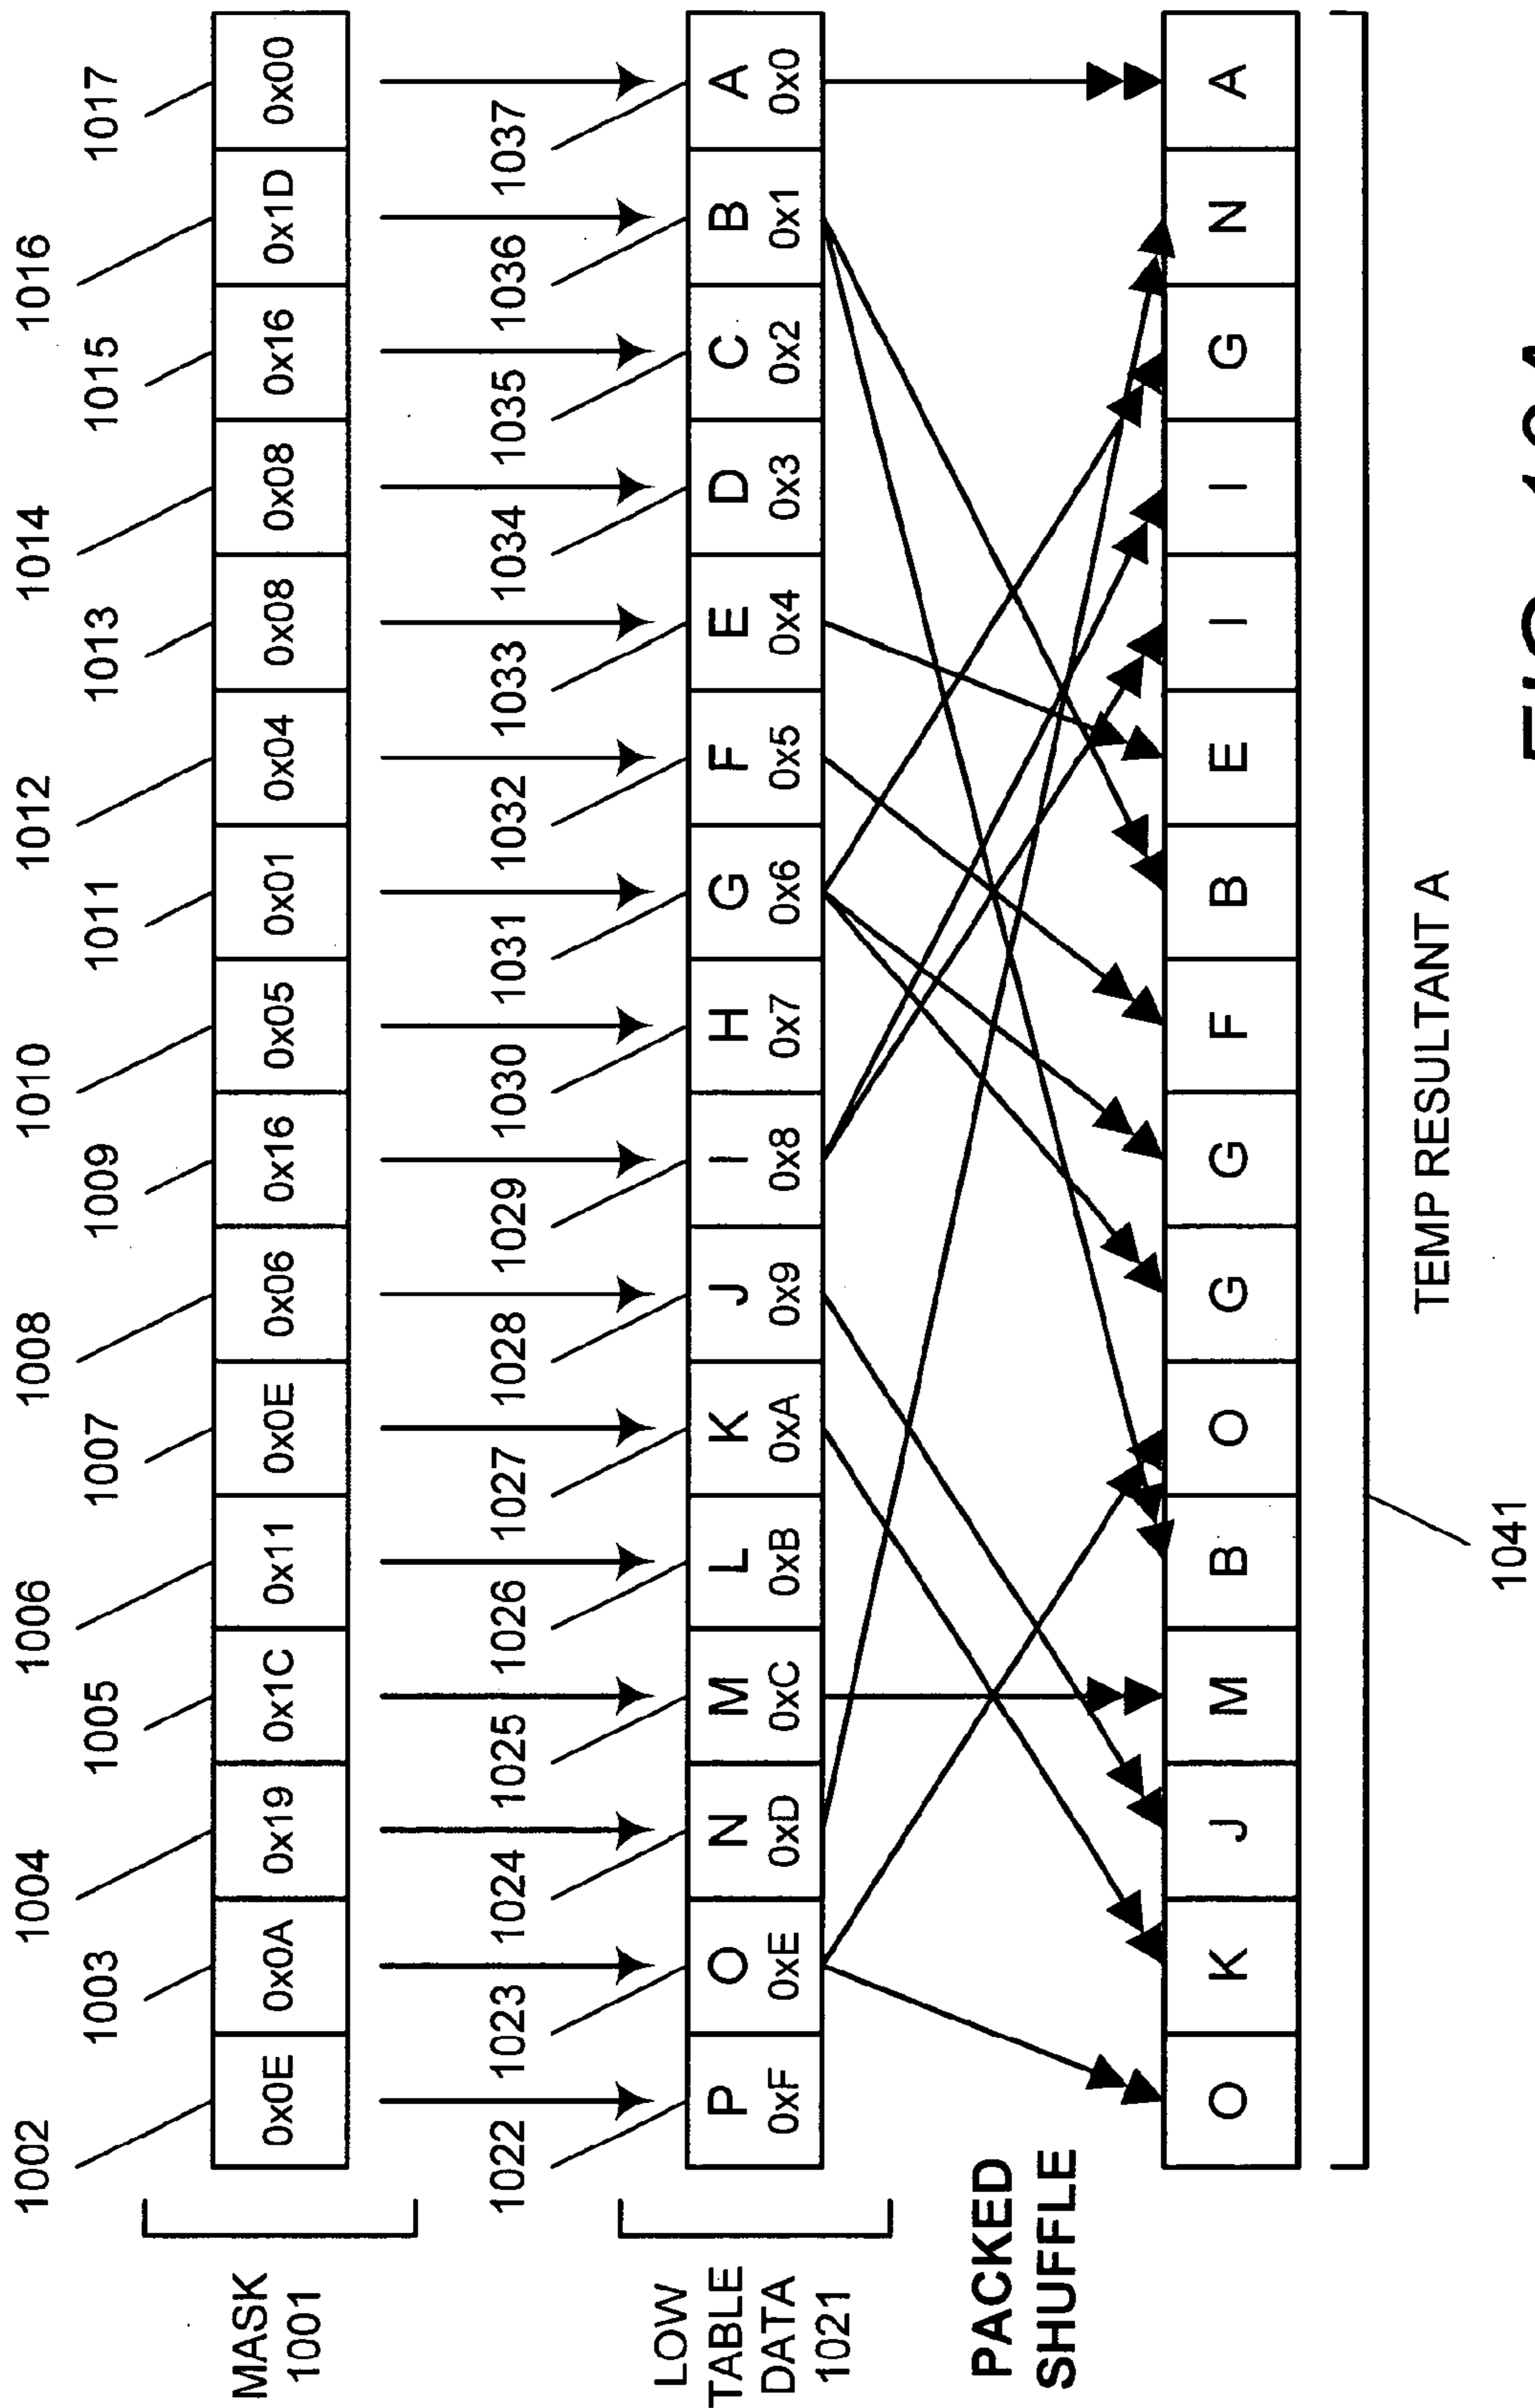 1002 1003 1004 1005 1006 1007 1008 1009 1010 1011 1012 1013 1014 1015 1016 1017
MASK
1001
0x0E 0x0A 0x19 0x1C 0x11 0x0E 0x06 0x16 0x05 0x01 0x04 0x08 0x08 0x16 0x1D 0x00
1022 1023 1024 1025 1026 1027 1028 1029 1030 1031 1032 1033 1034 1035 1036 1037
LOW
TABLE
DATA
1021
P O N M L K J I H G F E D C B A
0xF 0xE 0xD 0xC 0xB 0xA 0x9 0x8 0x7 0x6 0x5 0x4 0x3 0x2 0x1 0x0
PACKED
SHUFFLE
O K J M B O G G F B E I I G N A
TEMP RESULTANT A
1041
FIG. 10A